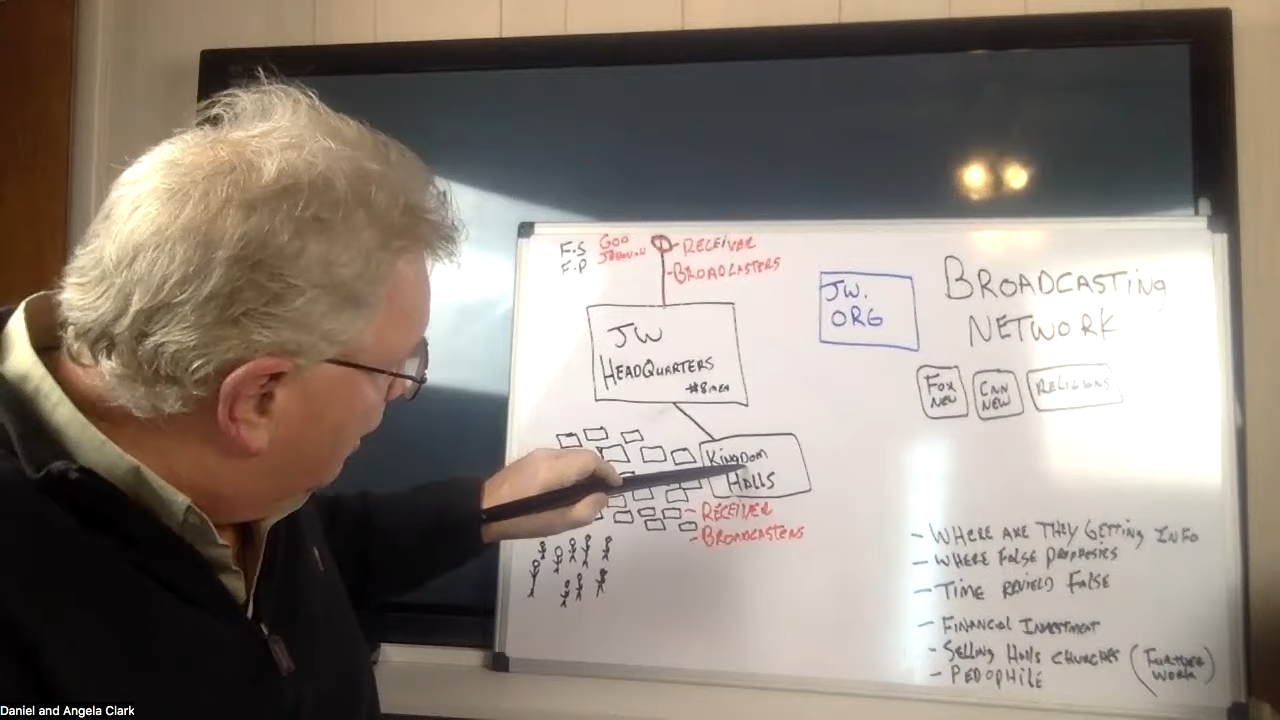 F.S GOD
F.P JEHOVAH
RECEIVER
-BROADCASTERS
JW
HEADQUARTERS
#8 MEN
JW.
ORG
BROADCASTING
NETWORK
FOX
NEW
CNN
NEW
RELIGIONS
KINGDOM
HALLS
- RECEIVER
- BROADCASTERS
- WHERE ARE THEY GETTING INFO
- WHERE FALSE PROPHESIES
- TIME REVIELD FALSE
- FINANCIAL INVESTMENT
- SELLING HALLS CHURCHES (FURTHER WORK)
- PEDOPHILE
Daniel and Angela Clark